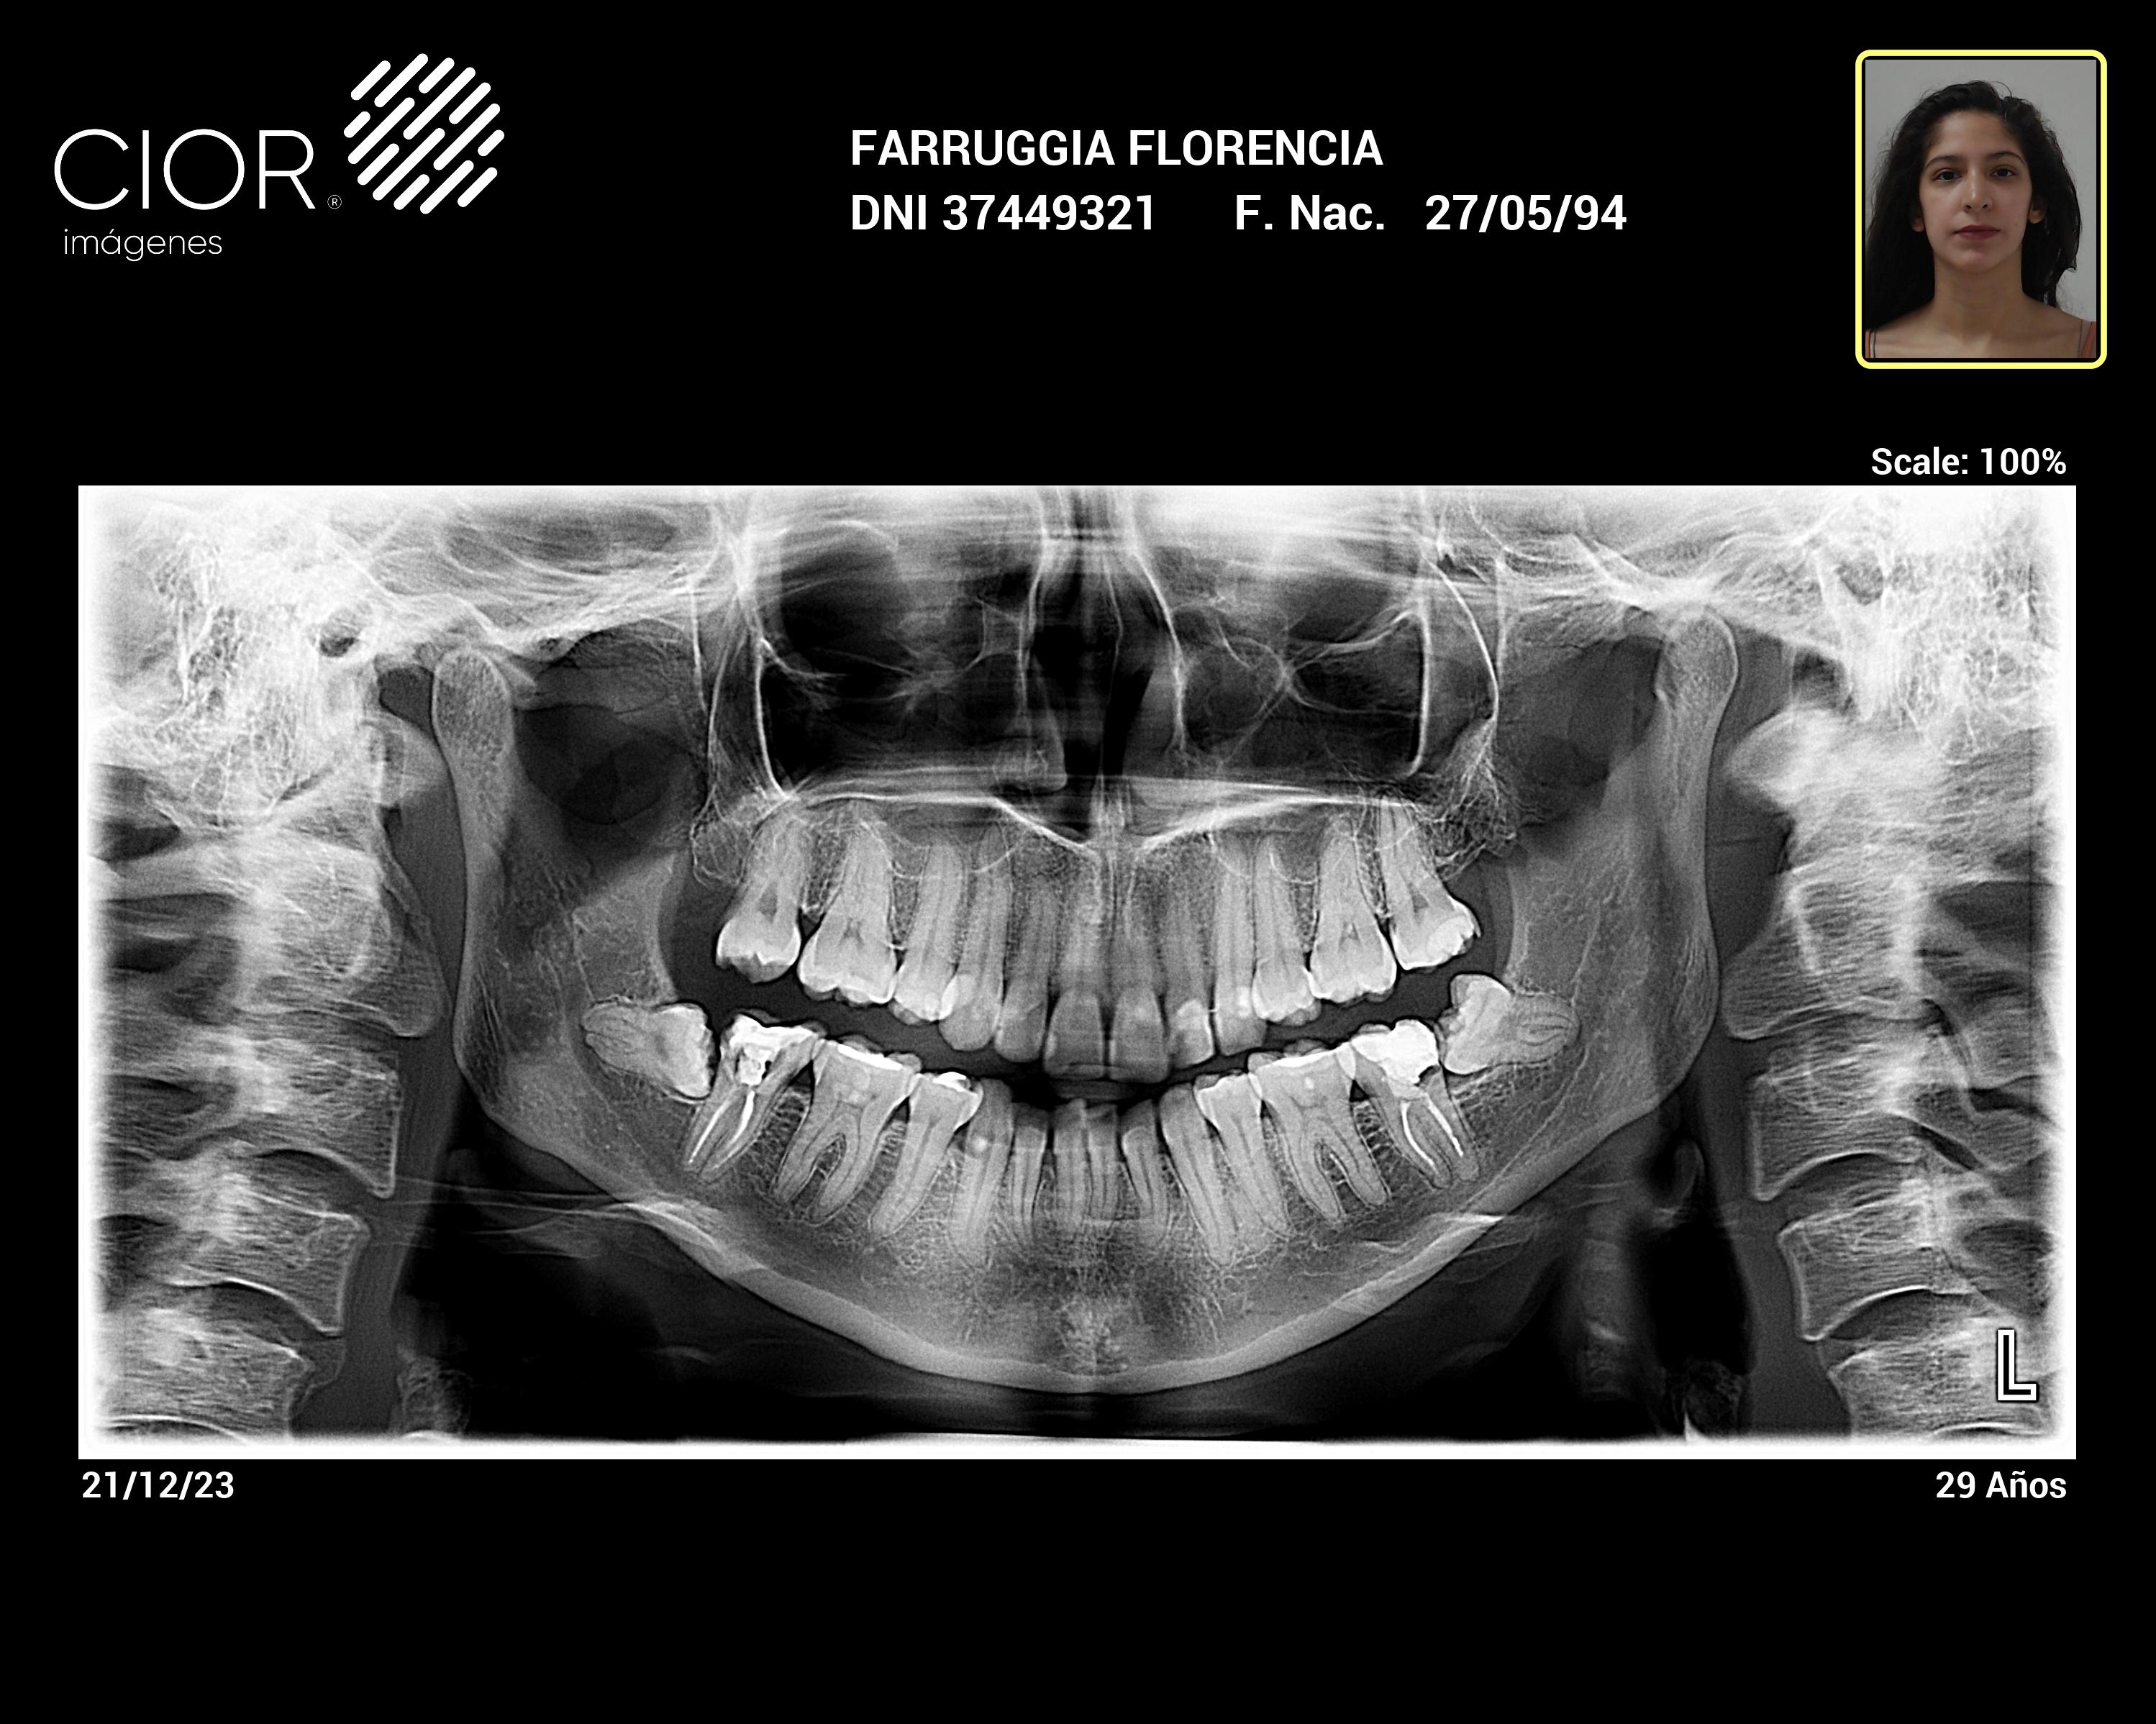 CIOR®
imágenes
FARRUGGIA FLORENCIA
DNI 37449321 F. Nac. 27/05/94
Scale: 100%
L
21/12/23
29 Años